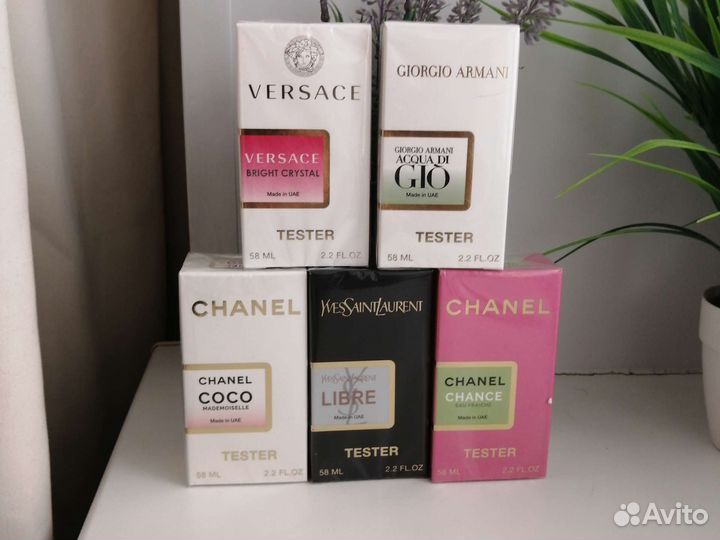 VERSACE
VERSACE
BRIGHT CRYSTAL
Made in UAE
TESTER
58 ML 2.2 FL.OZ
GIORGIO ARMANI
GIORGIO ARMANI
ACQUA DI
GIÒ
Made in UAE
TESTER
58 ML 2.2 FL.OZ
CHANEL
CHANEL
COCO
MADEMOISELLE
Made in UAE
TESTER
58 ML 2.2 FL.OZ
YVESSAINTLAURENT
YVESSAINTLAURENT
LIBRE
Made in UAE
TESTER
58 ML 2.2 FL.OZ
CHANEL
CHANEL
CHANCE
EAU FRAICHE
Made in UAE
TESTER
58 ML 2.2 FL.OZ
Avito